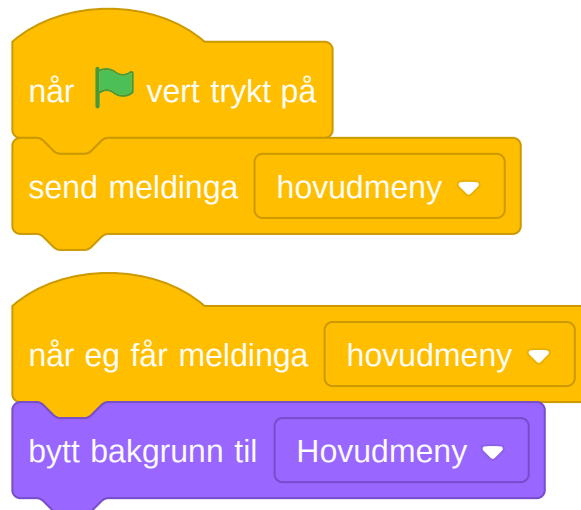 når vert trykt på
send meldinga hovudmeny
når eg får meldinga hovudmeny
bytt bakgrunn til Hovudmeny